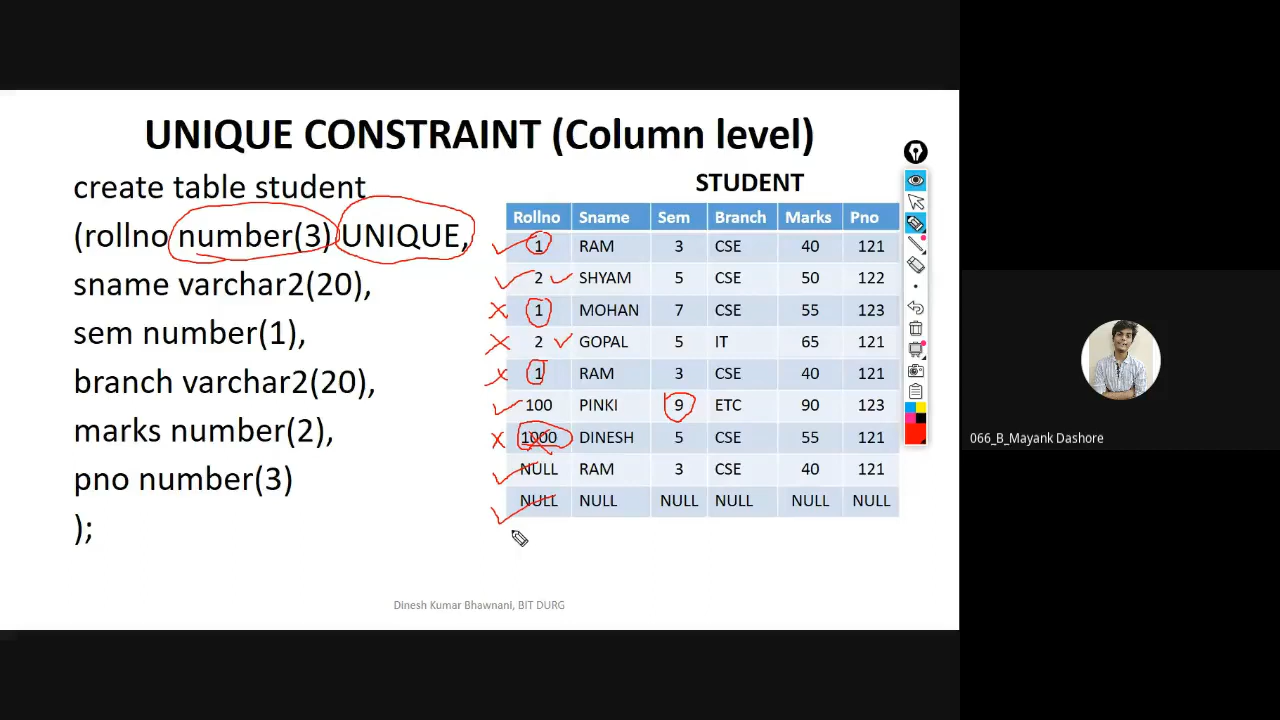 UNIQUE CONSTRAINT (Column level)
create table student
(rollno number(3) UNIQUE,
sname varchar2(20),
sem number(1),
branch varchar2(20),
marks number(2),
pno number(3)
);
STUDENT
Rollno Sname Sem Branch Marks Pno
1 RAM 3 CSE 40 121
2 SHYAM 5 CSE 50 122
1 MOHAN 7 CSE 55 123
2 GOPAL 5 IT 65 121
1 RAM 3 CSE 40 121
100 PINKI 9 ETC 90 123
1000 DINESH 5 CSE 55 121
NULL RAM 3 CSE 40 121
NULL NULL NULL NULL NULL NULL
Dinesh Kumar Bhawnani, BIT DURG
066_B_Mayank Dashore